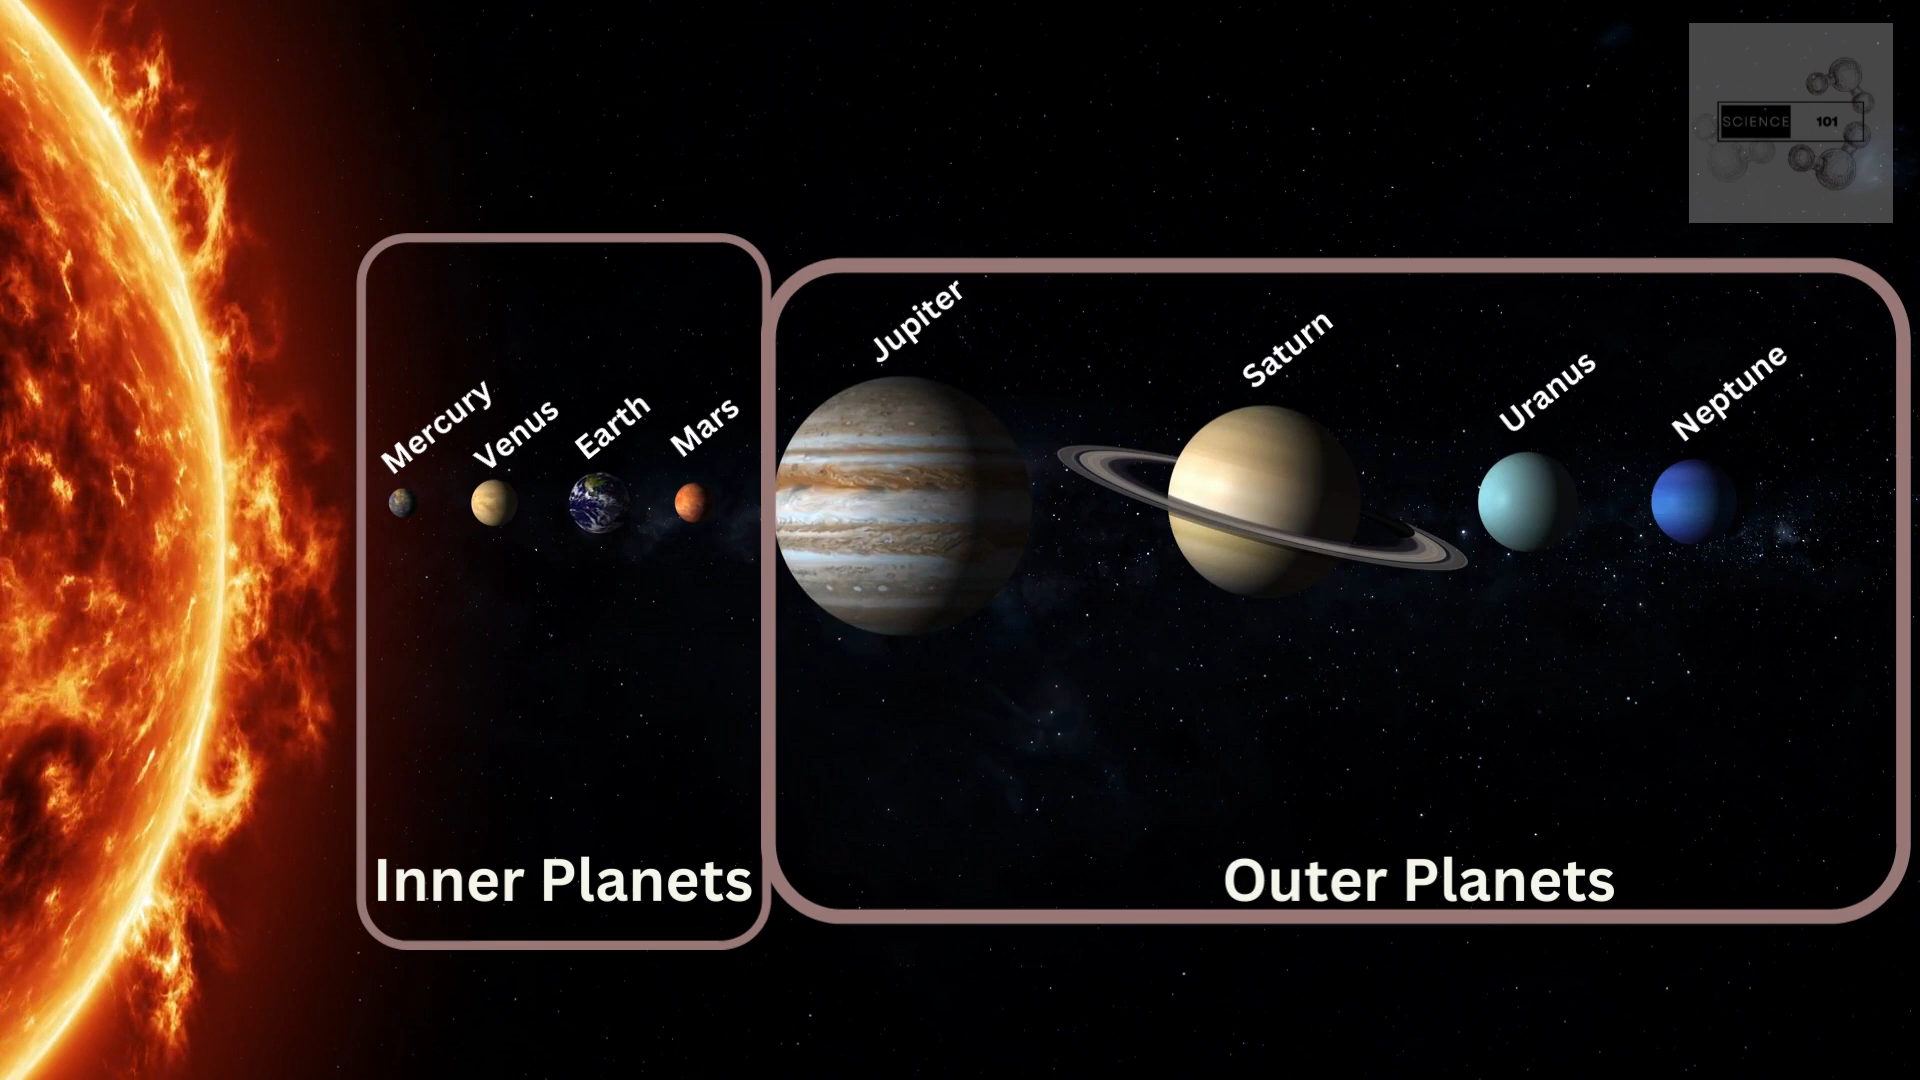 SCIENCE 101
Mercury
Venus
Earth
Mars
Jupiter
Saturn
Uranus
Neptune
Inner Planets
Outer Planets